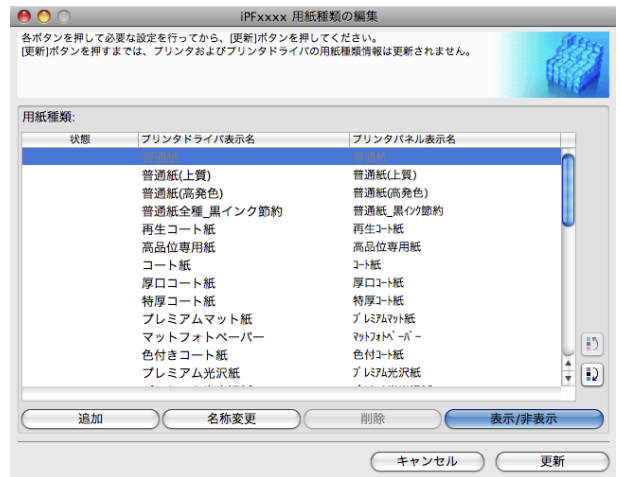 iPFxxxx 用紙種類の編集
各ボタンを押して必要な設定を行ってから、[更新]ボタンを押してください。
[更新]ボタンを押すまでは、プリンタおよびプリンタドライバの用紙種類情報は更新されません。
用紙種類:
状態 プリンタドライバ表示名 プリンタパネル表示名
普通紙 普通紙
普通紙(上質) 普通紙(上質)
普通紙(高発色) 普通紙(高発色)
普通紙全種_黒インク節約 普通紙_黒インク節約
再生コート紙 再生コート紙
高品位専用紙 高品位専用紙
コート紙 コート紙
厚口コート紙 厚口コート紙
特厚コート紙 特厚コート紙
プレミアムマット紙 プレミアムマット紙
マットフォトペーパー マットフォトペーパー
色付きコート紙 色付コート紙
プレミアム光沢紙 プレミアム光沢紙
追加 名称変更 削除 表示/非表示
キャンセル 更新